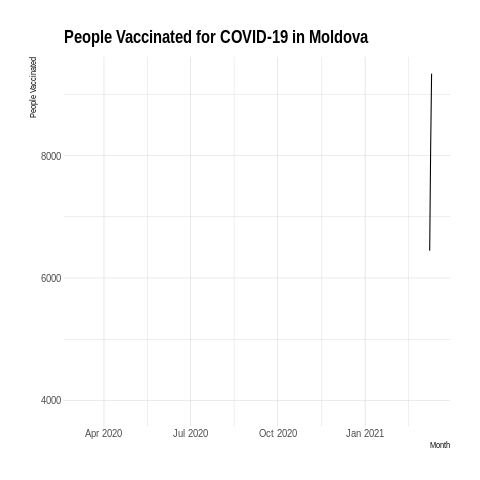 People Vaccinated for COVID-19 in Moldova
People Vaccinated
8000
6000
4000
Apr 2020
Jul 2020
Oct 2020
Jan 2021
Month